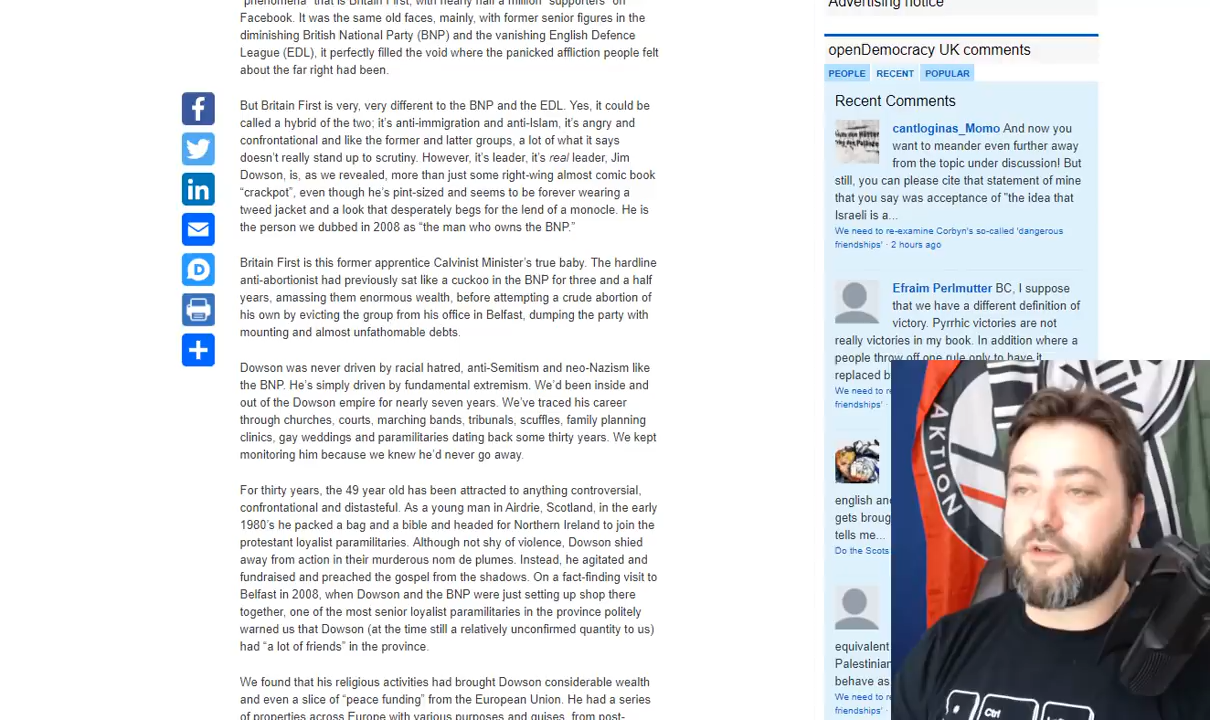 "phenomena" that is Britain First, with nearly half a million "supporters" on
Facebook. It was the same old faces, mainly, with former senior figures in the
diminishing British National Party (BNP) and the vanishing English Defence
League (EDL), it perfectly filled the void where the panicked affliction people felt
about the far right had been.
But Britain First is very, very different to the BNP and the EDL. Yes, it could be
called a hybrid of the two; it's anti-immigration and anti-Islam, it's angry and
confrontational and like the former and latter groups, a lot of what it says
doesn't really stand up to scrutiny. However, it's leader, it's real leader, Jim
Dowson, is, as we revealed, more than just some right-wing almost comic book
“crackpot”, even though he's pint-sized and seems to be forever wearing a
tweed jacket and a look that desperately begs for the lend of a monocle. He is
the person we dubbed in 2008 as “the man who owns the BNP.”
Britain First is this former apprentice Calvinist Minister's true baby. The hardline
anti-abortionist had previously sat like a cuckoo in the BNP for three and a half
years, amassing them enormous wealth, before attempting a crude abortion of
his own by evicting the group from his office in Belfast, dumping the party with
mounting and almost unfathomable debts.
Dowson was never driven by racial hatred, anti-Semitism and neo-Nazism like
the BNP. He's simply driven by fundamental extremism. We'd been inside and
out of the Dowson empire for nearly seven years. We've traced his career
through churches, courts, marching bands, tribunals, scuffles, family planning
clinics, gay weddings and paramilitaries dating back some thirty years. We kept
monitoring him because we knew he'd never go away.
For thirty years, the 49 year old has been attracted to anything controversial,
confrontational and distasteful. As a young man in Airdrie, Scotland, in the early
1980's he packed a bag and a bible and headed for Northern Ireland to join the
protestant loyalist paramilitaries. Although not shy of violence, Dowson shied
away from action in their murderous nom de plumes. Instead, he agitated and
fundraised and preached the gospel from the shadows. On a fact-finding visit to
Belfast in 2008, when Dowson and the BNP were just setting up shop there
together, one of the most senior loyalist paramilitaries in the province politely
warned us that Dowson (at the time still a relatively unconfirmed quantity to us)
had “a lot of friends” in the province.
We found that his religious activities had brought Dowson considerable wealth
and even a slice of “peace funding” from the European Union. He had a series
of properties across Europe with various purposes and guises, from post-
Advertising notice
openDemocracy UK comments
PEOPLE RECENT POPULAR
Recent Comments
cantloginas_Momo And now you
want to meander even further away
from the topic under discussion! But
still, you can please cite that statement of mine
that you say was acceptance of "the idea that
Israeli is a...
We need to re-examine Corbyn's so-called 'dangerous
friendships' · 2 hours ago
Efraim Perlmutter BC, I suppose
that we have a different definition of
victory. Pyrrhic victories are not
really victories in my book. In addition where a
people throw off one rule only to have it
replaced b
We need to
friendships' ·
english an
gets broug
tells me...
Do the Scots
equivalent
Palestinian
behave as
We need to
friendships' ·
AKTION
Ctrl